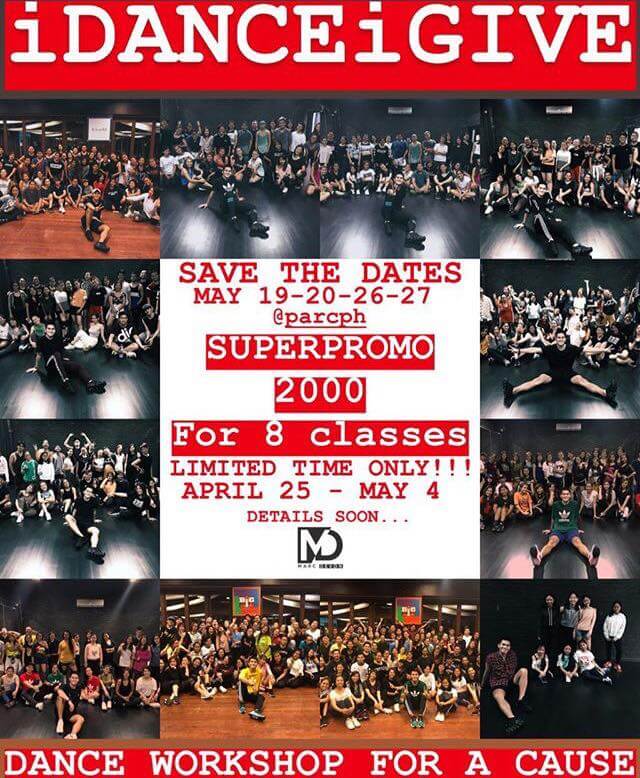 iDANCEiGIVE
SAVE THE DATES
MAY 19-20-26-27
@parcph
SUPERPROMO
2000
For 8 classes
LIMITED TIME ONLY!!!
APRIL 25 - MAY 4
DETAILS SOON...
MD
DANCE WORKSHOP FOR A CAUSE